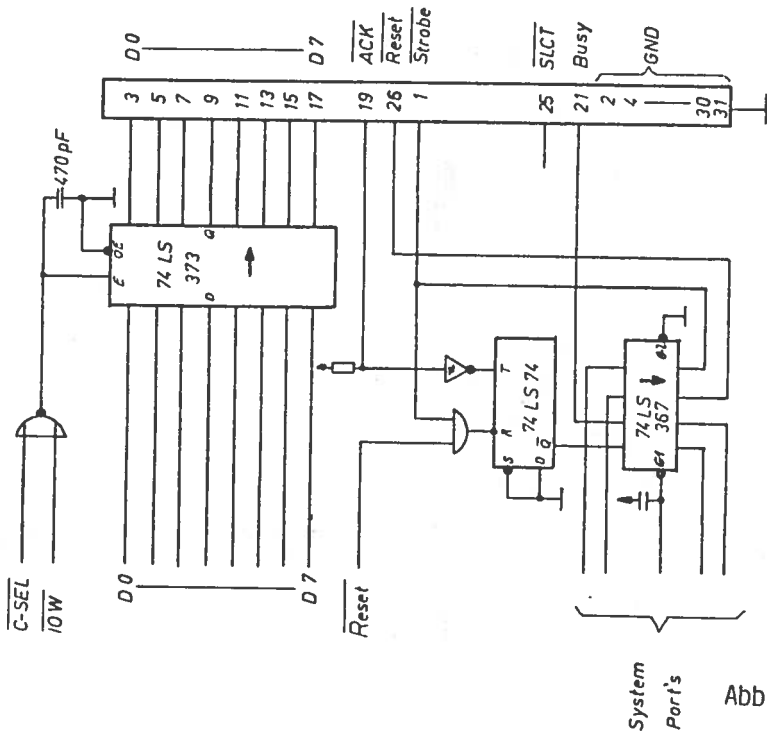 C-SEL
IOW
470pF
D0
D7
E
OE
74 LS
373
D
Q
D0
D7
3
5
7
9
11
13
15
17
19
26
1
25
21
2
4
30
31
ACK
Reset
Strobe
SLCT
Busy
GND
Reset
S
R
T
D
Q
74 LS 74
G1
74 LS
367
G2
System
Port's
Abb